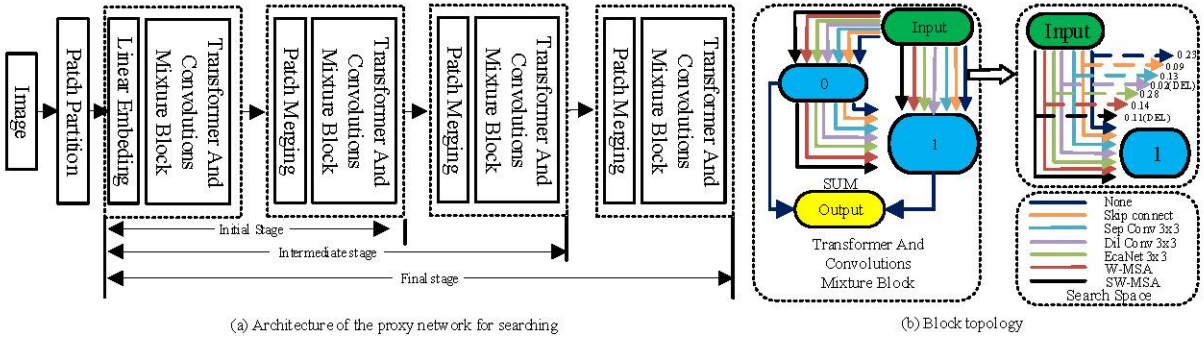 Image
Patch Partition
Linear Embeding
Transformer And
Convolutions
Mixture Block
Patch Merging
Transformer And
Convolutions
Mixture Block
Patch Merging
Transformer And
Convolutions
Mixture Block
Patch Merging
Transformer And
Convolutions
Mixture Block
Initial Stage
Intermediate stage
Final stage
(a) Architecture of the proxy network for searching
Input
0
1
SUM
Output
Transformer And
Convolutions
Mixture Block
Input
0.23
0.09
0.13
0.02(DEL)
0.28
0.14
0.11(DEL)
1
None
Skip connect
Sep Conv 3x3
Dil Conv 3x3
EcaNet 3x3
W-MSA
SW-MSA
Search Space
(b) Block topology